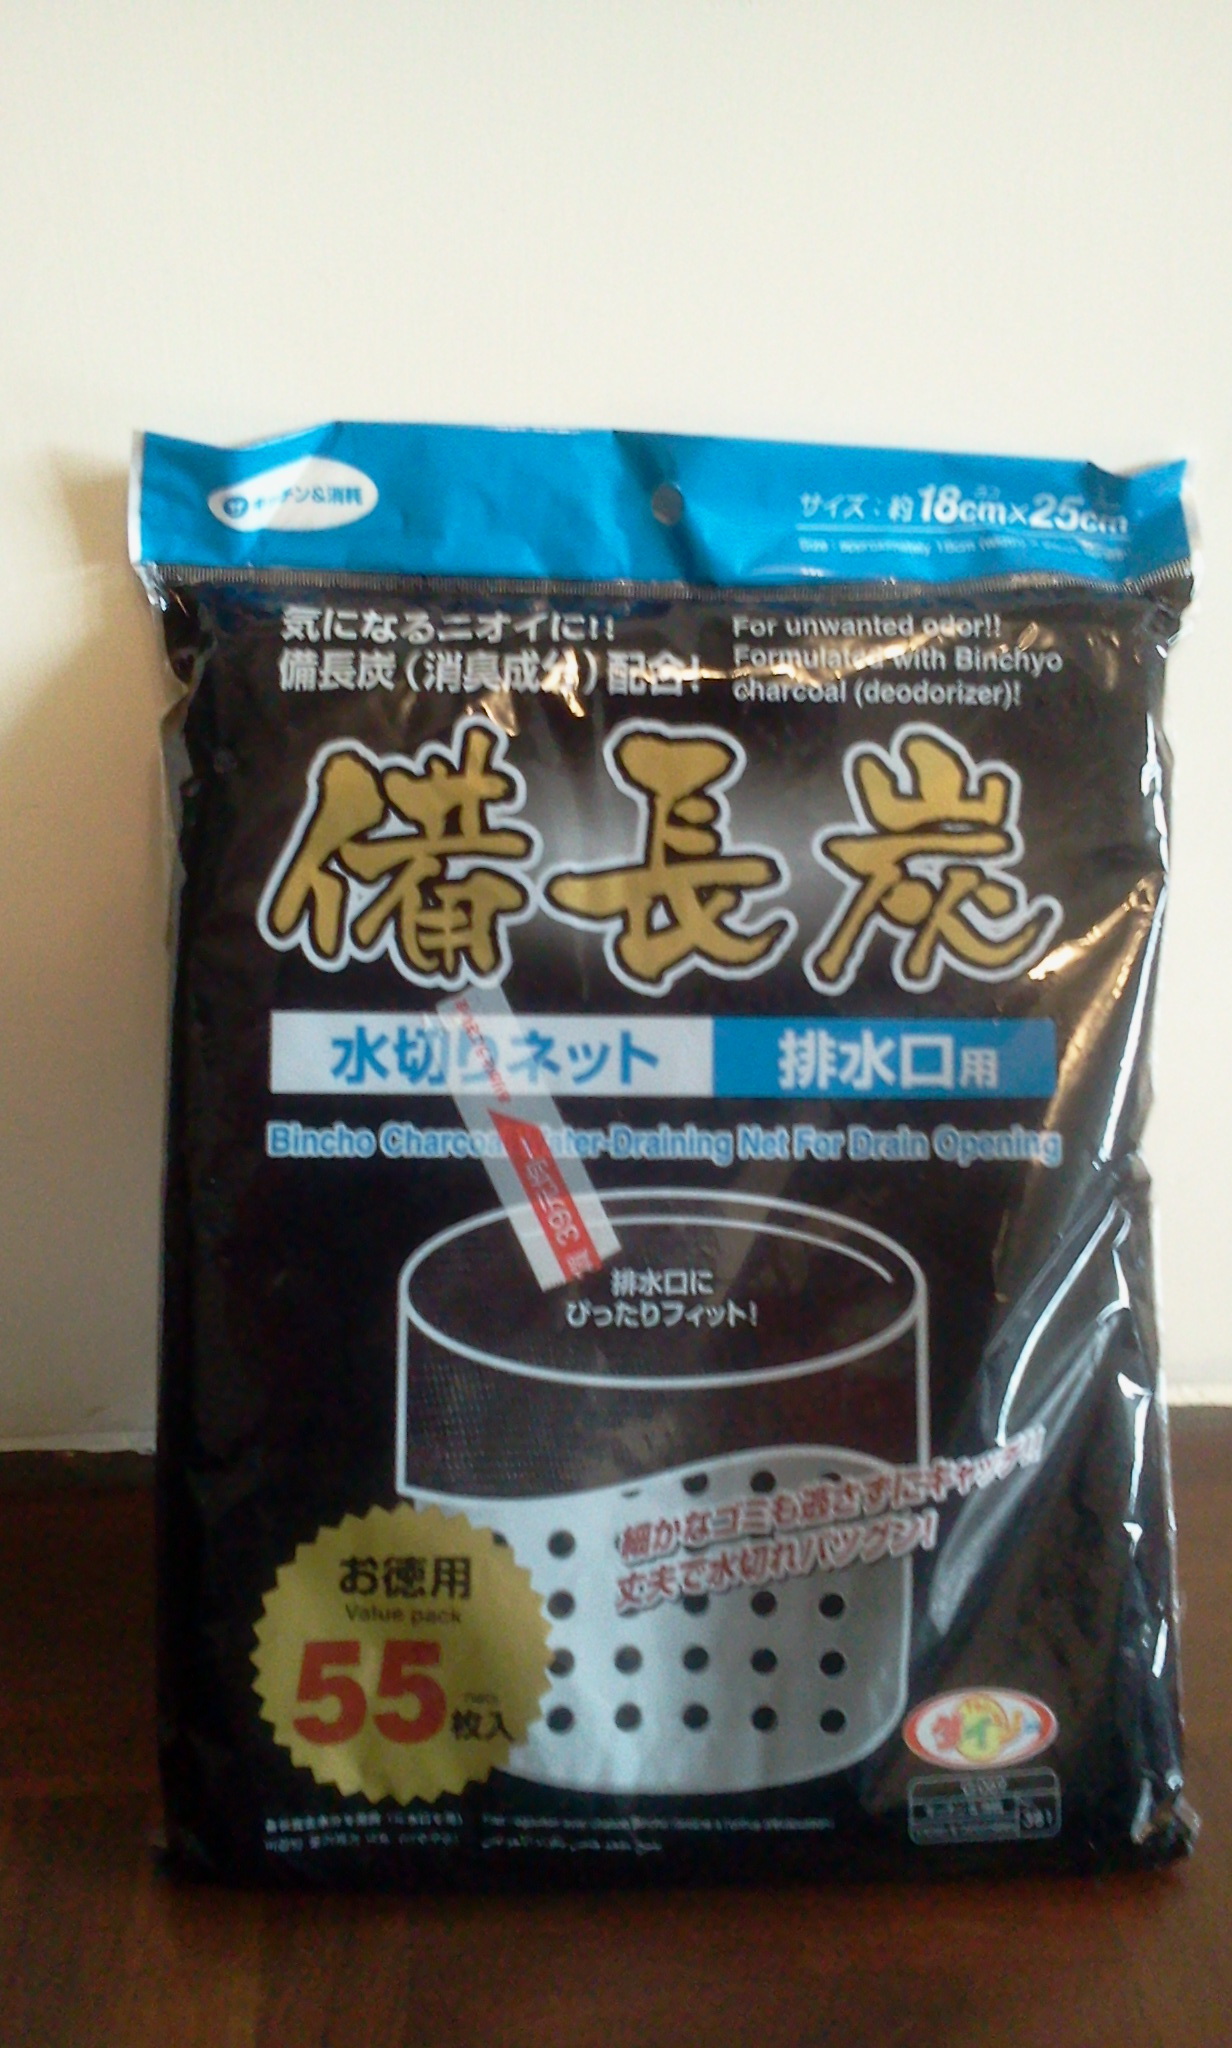 キッチン&消耗
サイズ：約18cm×25cm
Size : approximately 18cm
気になるニオイに!!
備長炭(消臭成分)配合!
For unwanted odor!!
Formulated with Binchyo
charcoal (deodorizer)!
備長炭
水切りネット 排水口用
Bincho Charcoal Water-Draining Net For Drain Opening
排水口に
ぴったりフィット!
細かなゴミも逃さずにキャッチ!!
丈夫で水切れバツグン!
お徳用
Value pack
55枚入